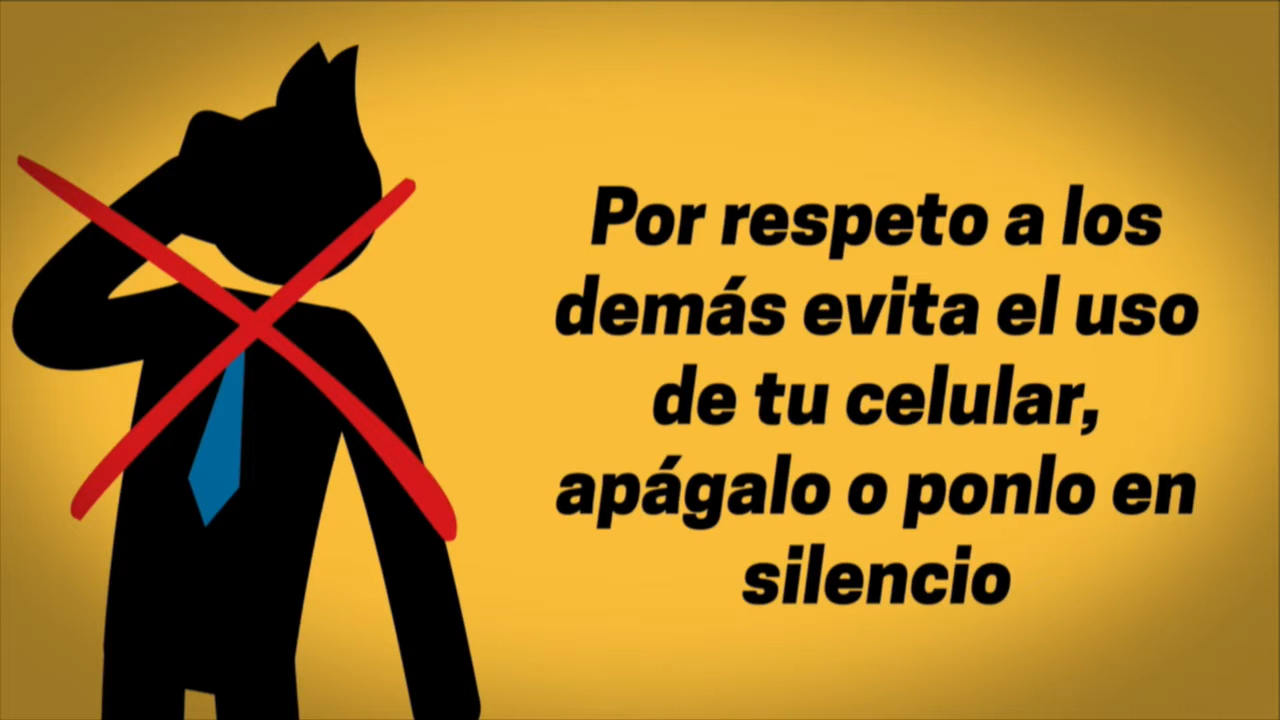 Por respeto a los
demás evita el uso
de tu celular,
apágalo o ponlo en
silencio